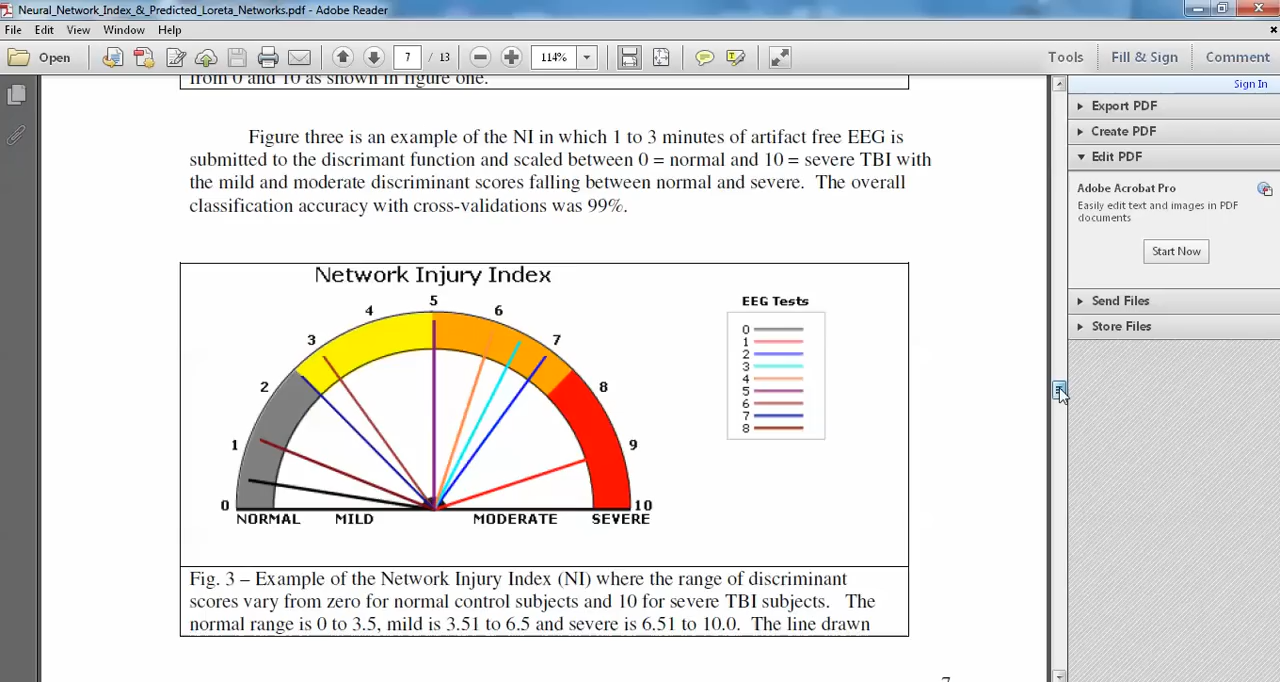 Neural_Network_Index_&_Predicted_Loreta_Networks.pdf - Adobe Reader
File Edit View Window Help
Open 7 / 13 114% Tools Fill & Sign Comment
Sign In
from 0 and 10 as shown in figure one.
Export PDF
Create PDF
Edit PDF
Adobe Acrobat Pro
Easily edit text and images in PDF
documents
Start Now
Send Files
Store Files
Figure three is an example of the NI in which 1 to 3 minutes of artifact free EEG is
submitted to the discrimant function and scaled between 0 = normal and 10 = severe TBI with
the mild and moderate discriminant scores falling between normal and severe. The overall
classification accuracy with cross-validations was 99%.
Network Injury Index
0
1
2
3
4
5
6
7
8
9
10
NORMAL MILD MODERATE SEVERE
EEG Tests
0
1
2
3
4
5
6
7
8
Fig. 3 – Example of the Network Injury Index (NI) where the range of discriminant
scores vary from zero for normal control subjects and 10 for severe TBI subjects. The
normal range is 0 to 3.5, mild is 3.51 to 6.5 and severe is 6.51 to 10.0. The line drawn
7